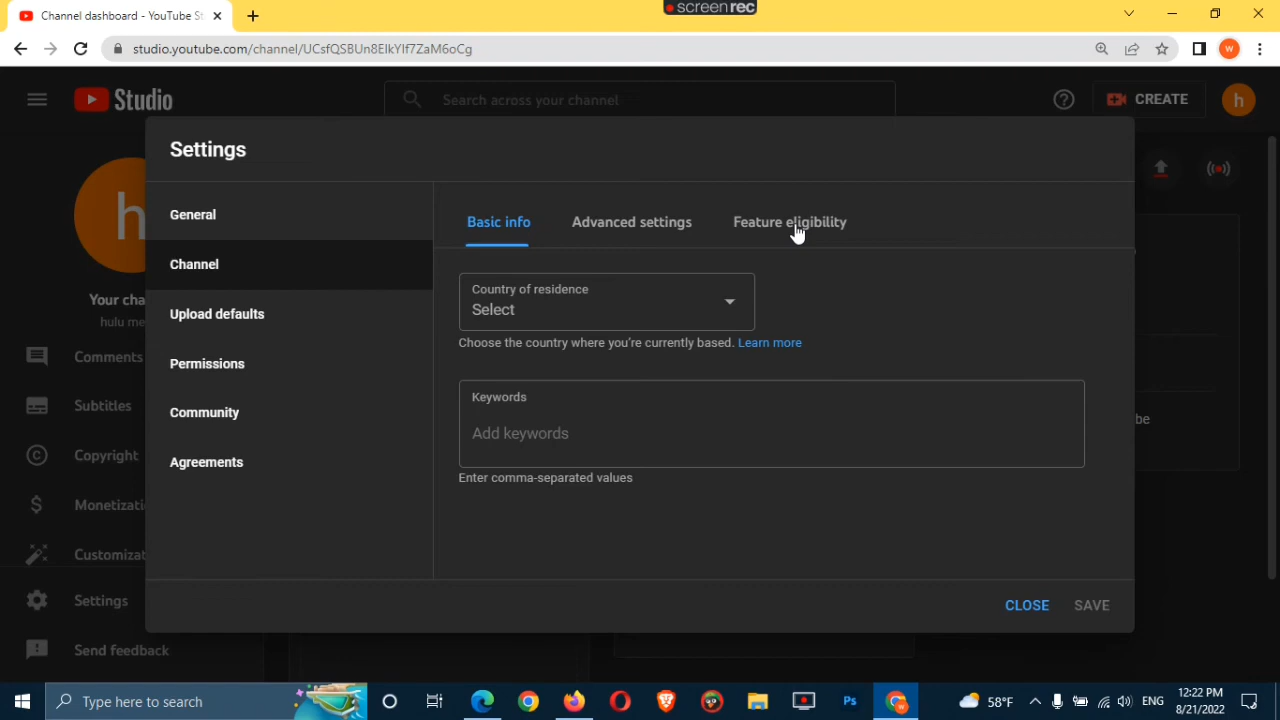 screenrec
Channel dashboard - YouTube St
studio.youtube.com/channel/UCsfQSBUn8ElkYlf7ZaM6oCg
W
Studio
Search across your channel
CREATE
h
Settings
h
Your cha
hulu me
Comments
Subtitles
Copyright
Monetizati
Customizat
Settings
Send feedback
General
Channel
Upload defaults
Permissions
Community
Agreements
Basic info
Advanced settings
Feature eligibility
Country of residence
Select
Choose the country where you're currently based. Learn more
Keywords
Add keywords
Enter comma-separated values
be
CLOSE
SAVE
Type here to search
Ps
58°F
ENG
12:22 PM
8/21/2022